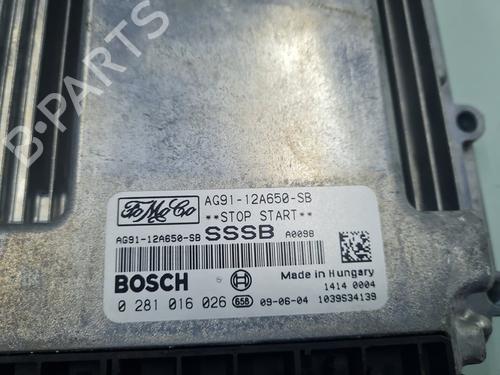 B-PARTS
FoMoCo
AG91-12A650-SB
**STOP START**
AG91-12A650-SB SSSB A0098
BOSCH
Made in Hungary
1414 0004
0 281 016 026 658 09-06-04 1039S34139